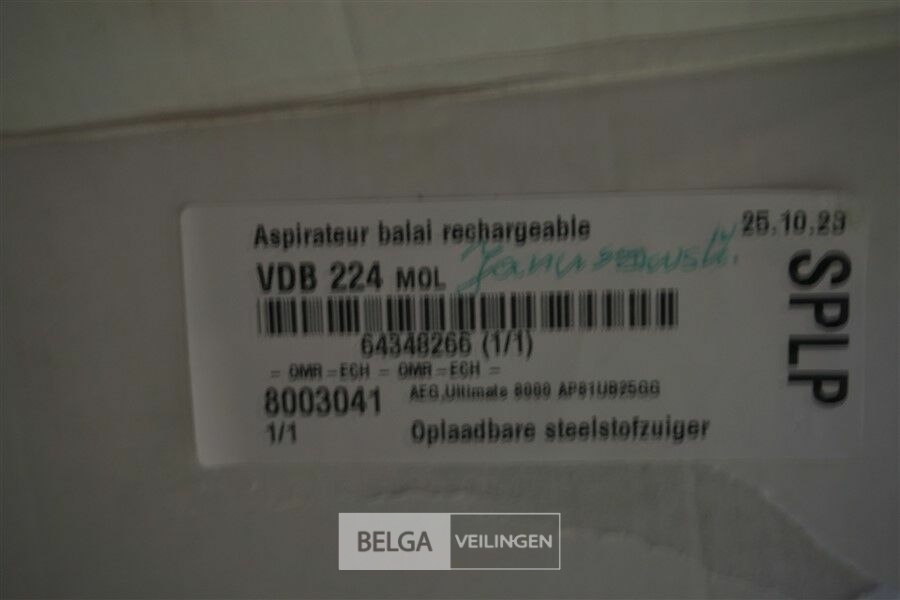 Aspirateur balai rechargeable 25.10.23
VDB 224 MOL Januszowski.
64348266 (1/1)
= OMR = ECH = OMR = ECH =
8003041 AEG,Ultimate 8000 AP81UB25GG
1/1 Oplaadbare steelstofzuiger
SPLP
BELGA VEILINGEN